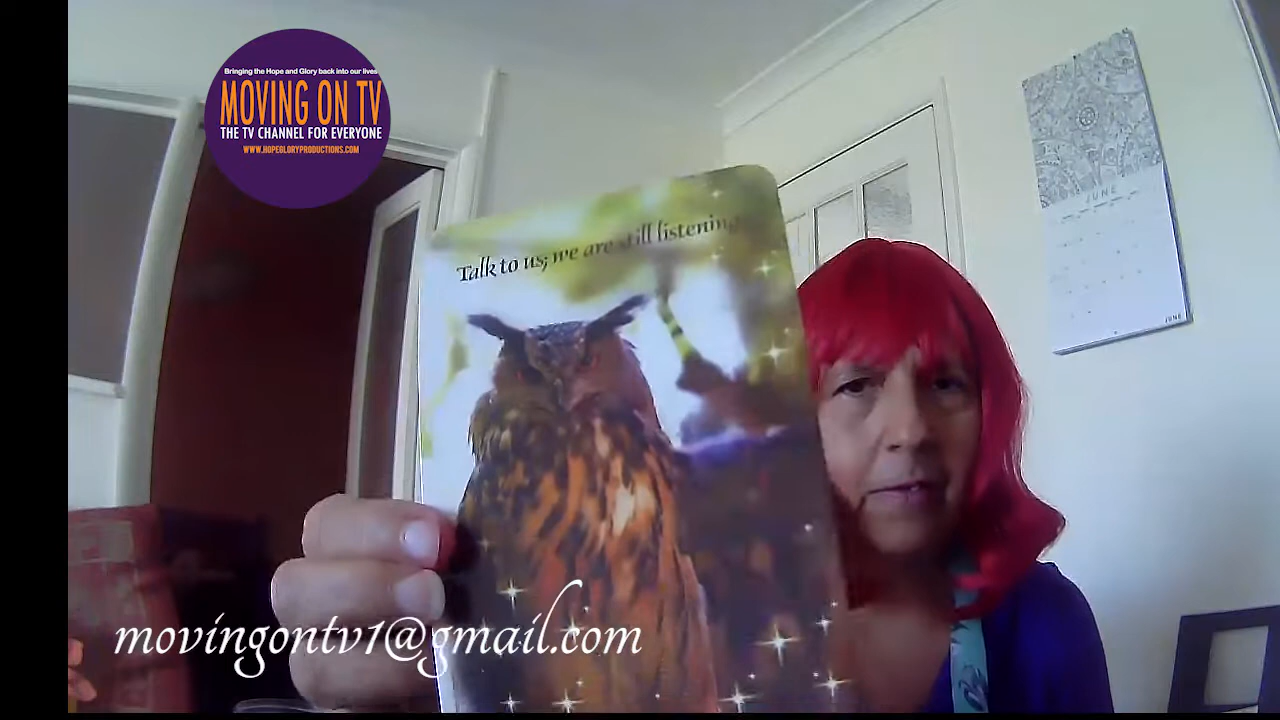 Bringing the Hope and Glory back into our lives
MOVING ON TV
THE TV CHANNEL FOR EVERYONE
WWW.HOPEGLORYPRODUCTIONS.COM
Talk to us; we are still listening
JUNE
JUNE
movingontv1@gmail.com